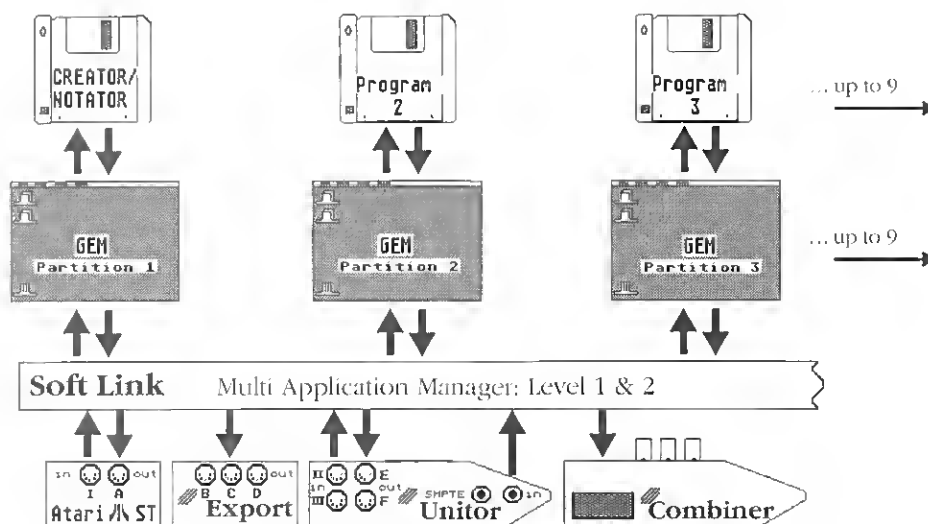 CREATOR/
NOTATOR
Program
2
Program
3
... up to 9
GEM
Partition 1
GEM
Partition 2
GEM
Partition 3
... up to 9
Soft Link Multi Application Manager: Level 1 & 2
in out
I A
Atari ST
out
B C D
Export
II E
in out
III F
SMPTE in
Unitor
Combiner